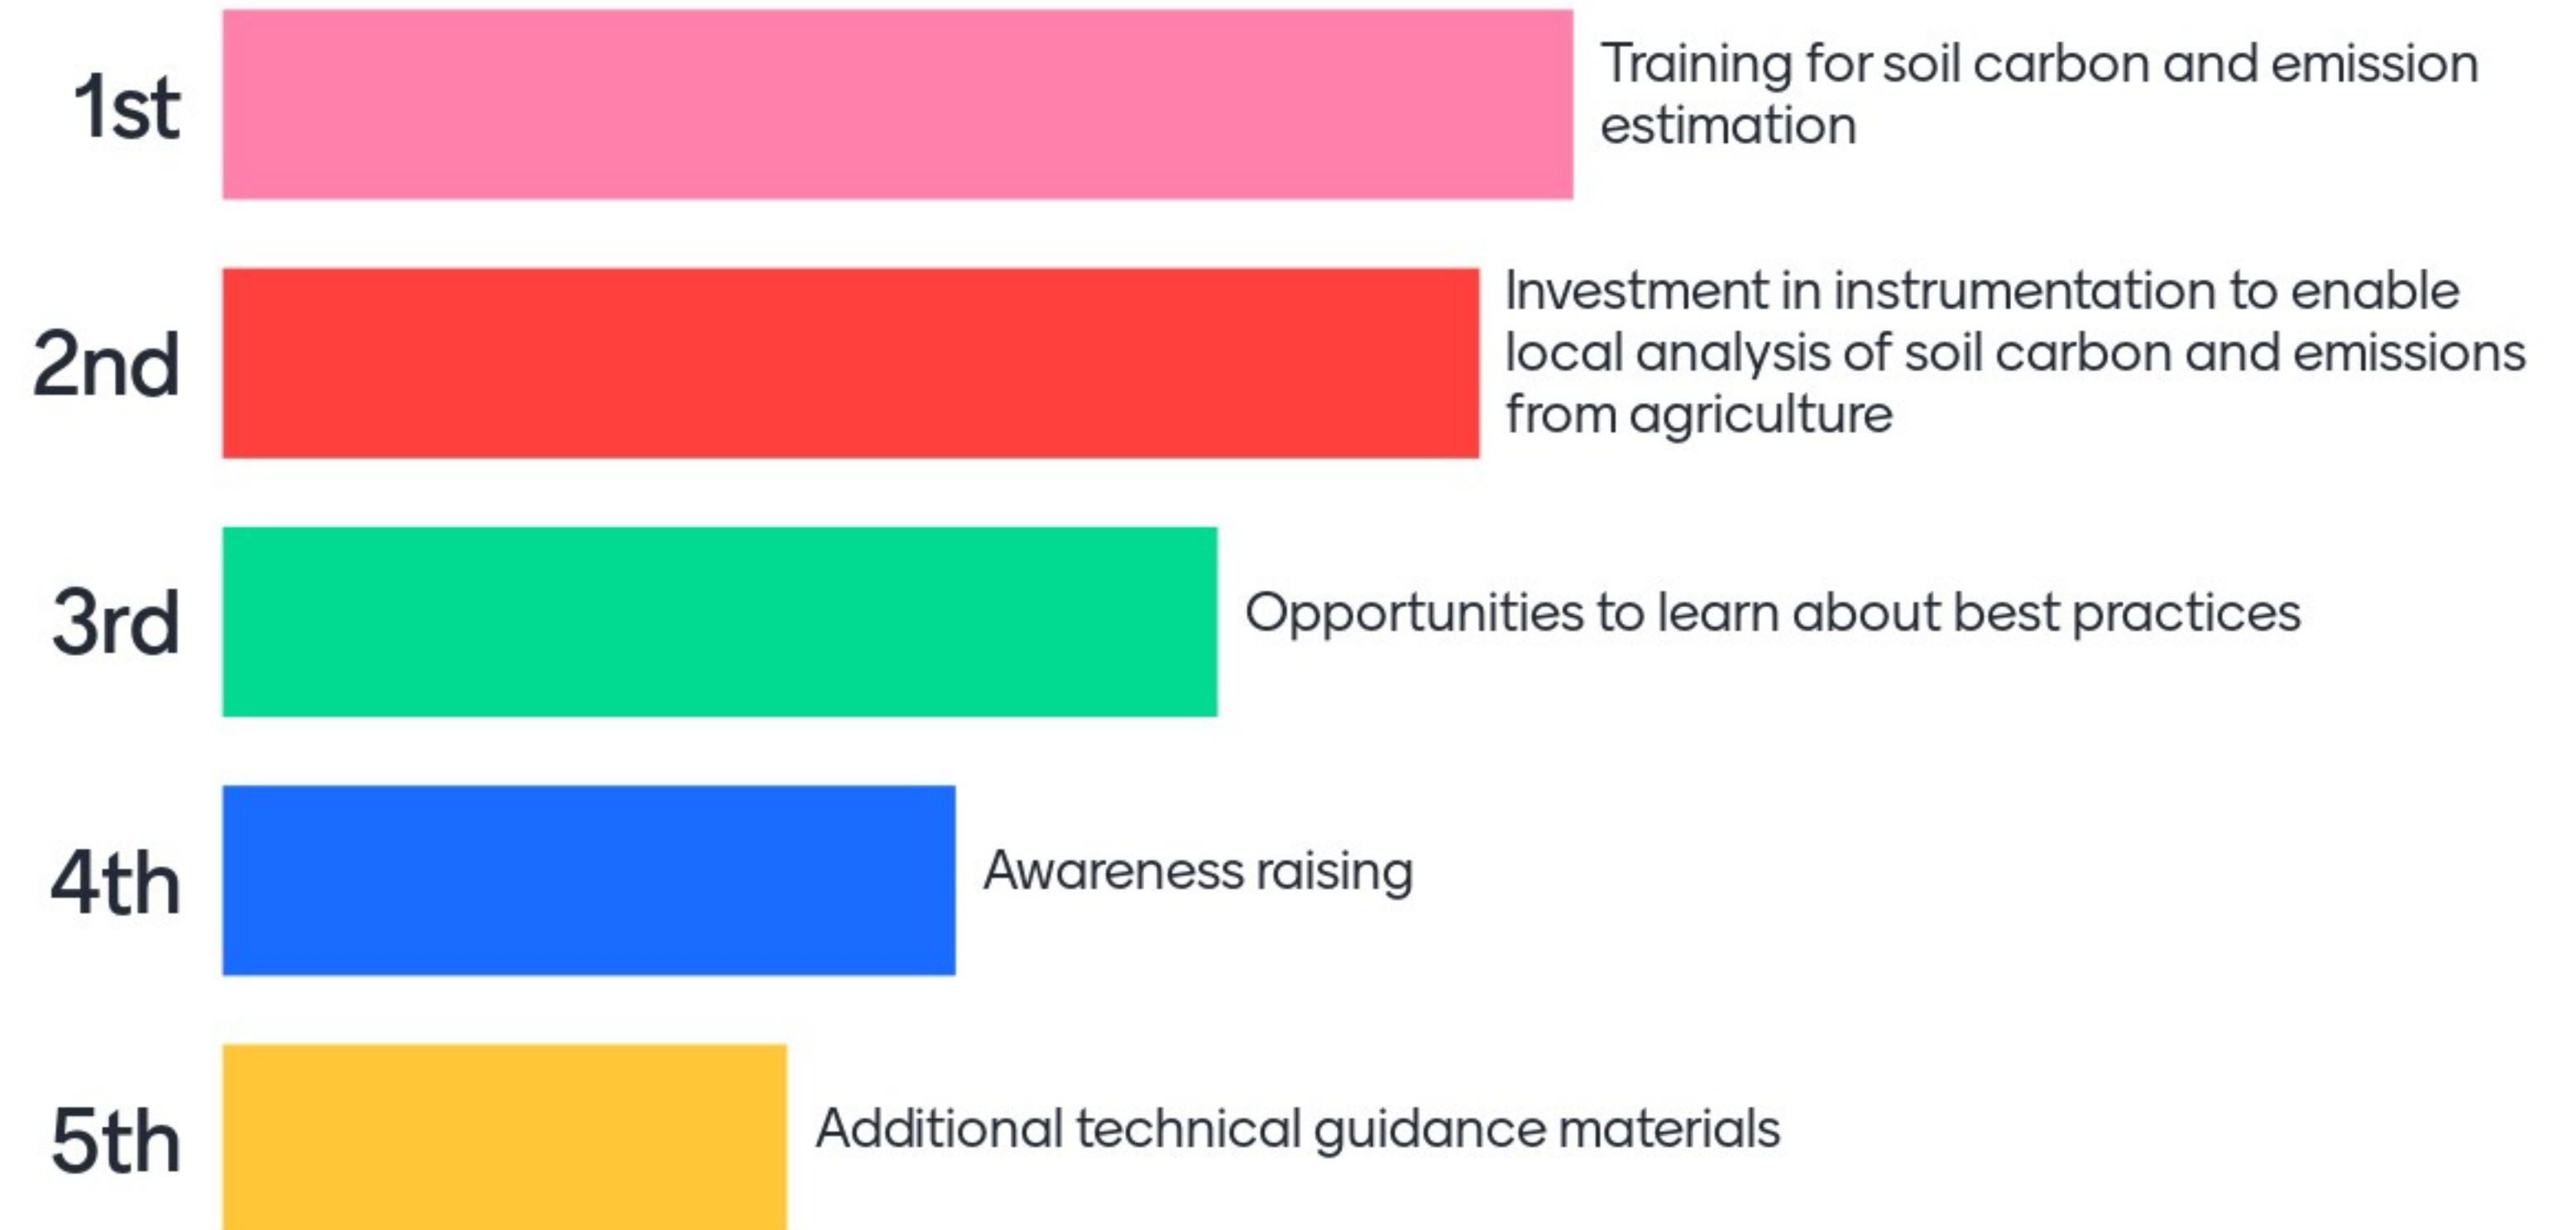 1st
Training for soil carbon and emission
estimation
2nd
Investment in instrumentation to enable
local analysis of soil carbon and emissions
from agriculture
3rd
Opportunities to learn about best practices
4th
Awareness raising
5th
Additional technical guidance materials